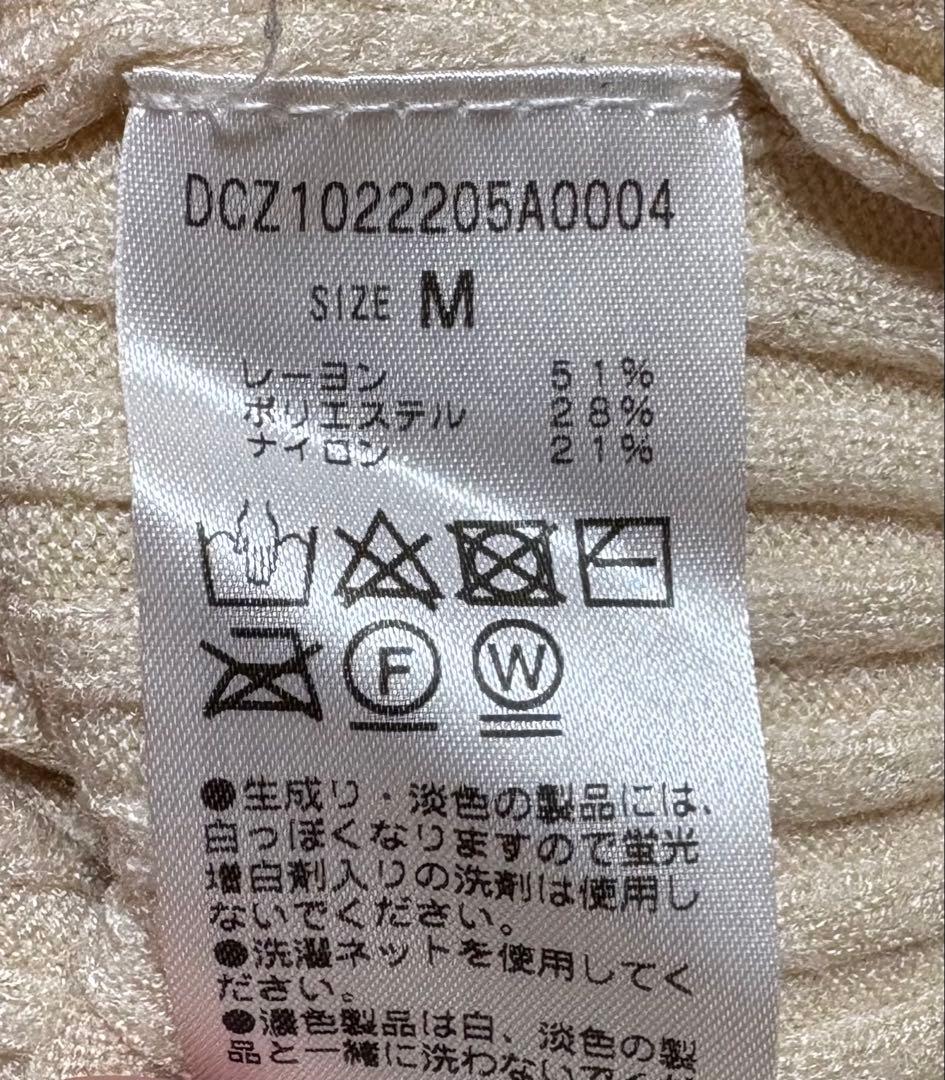 DCZ1022205A0004
SIZE M
レーヨン 51%
ポリエステル 28%
ナイロン 21%
F W
●生成り・淡色の製品には、
白っぽくなりますので蛍光
増白剤入りの洗剤は使用し
ないでください。
●洗濯ネットを使用してく
ださい。
●濃色製品は白、淡色の製
品と一緒に洗わないでくだ